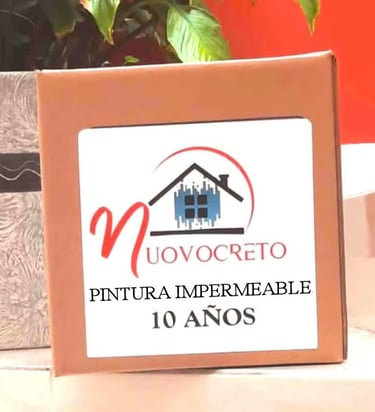 NUOVOCRETO
PINTURA IMPERMEABLE
10 AÑOS